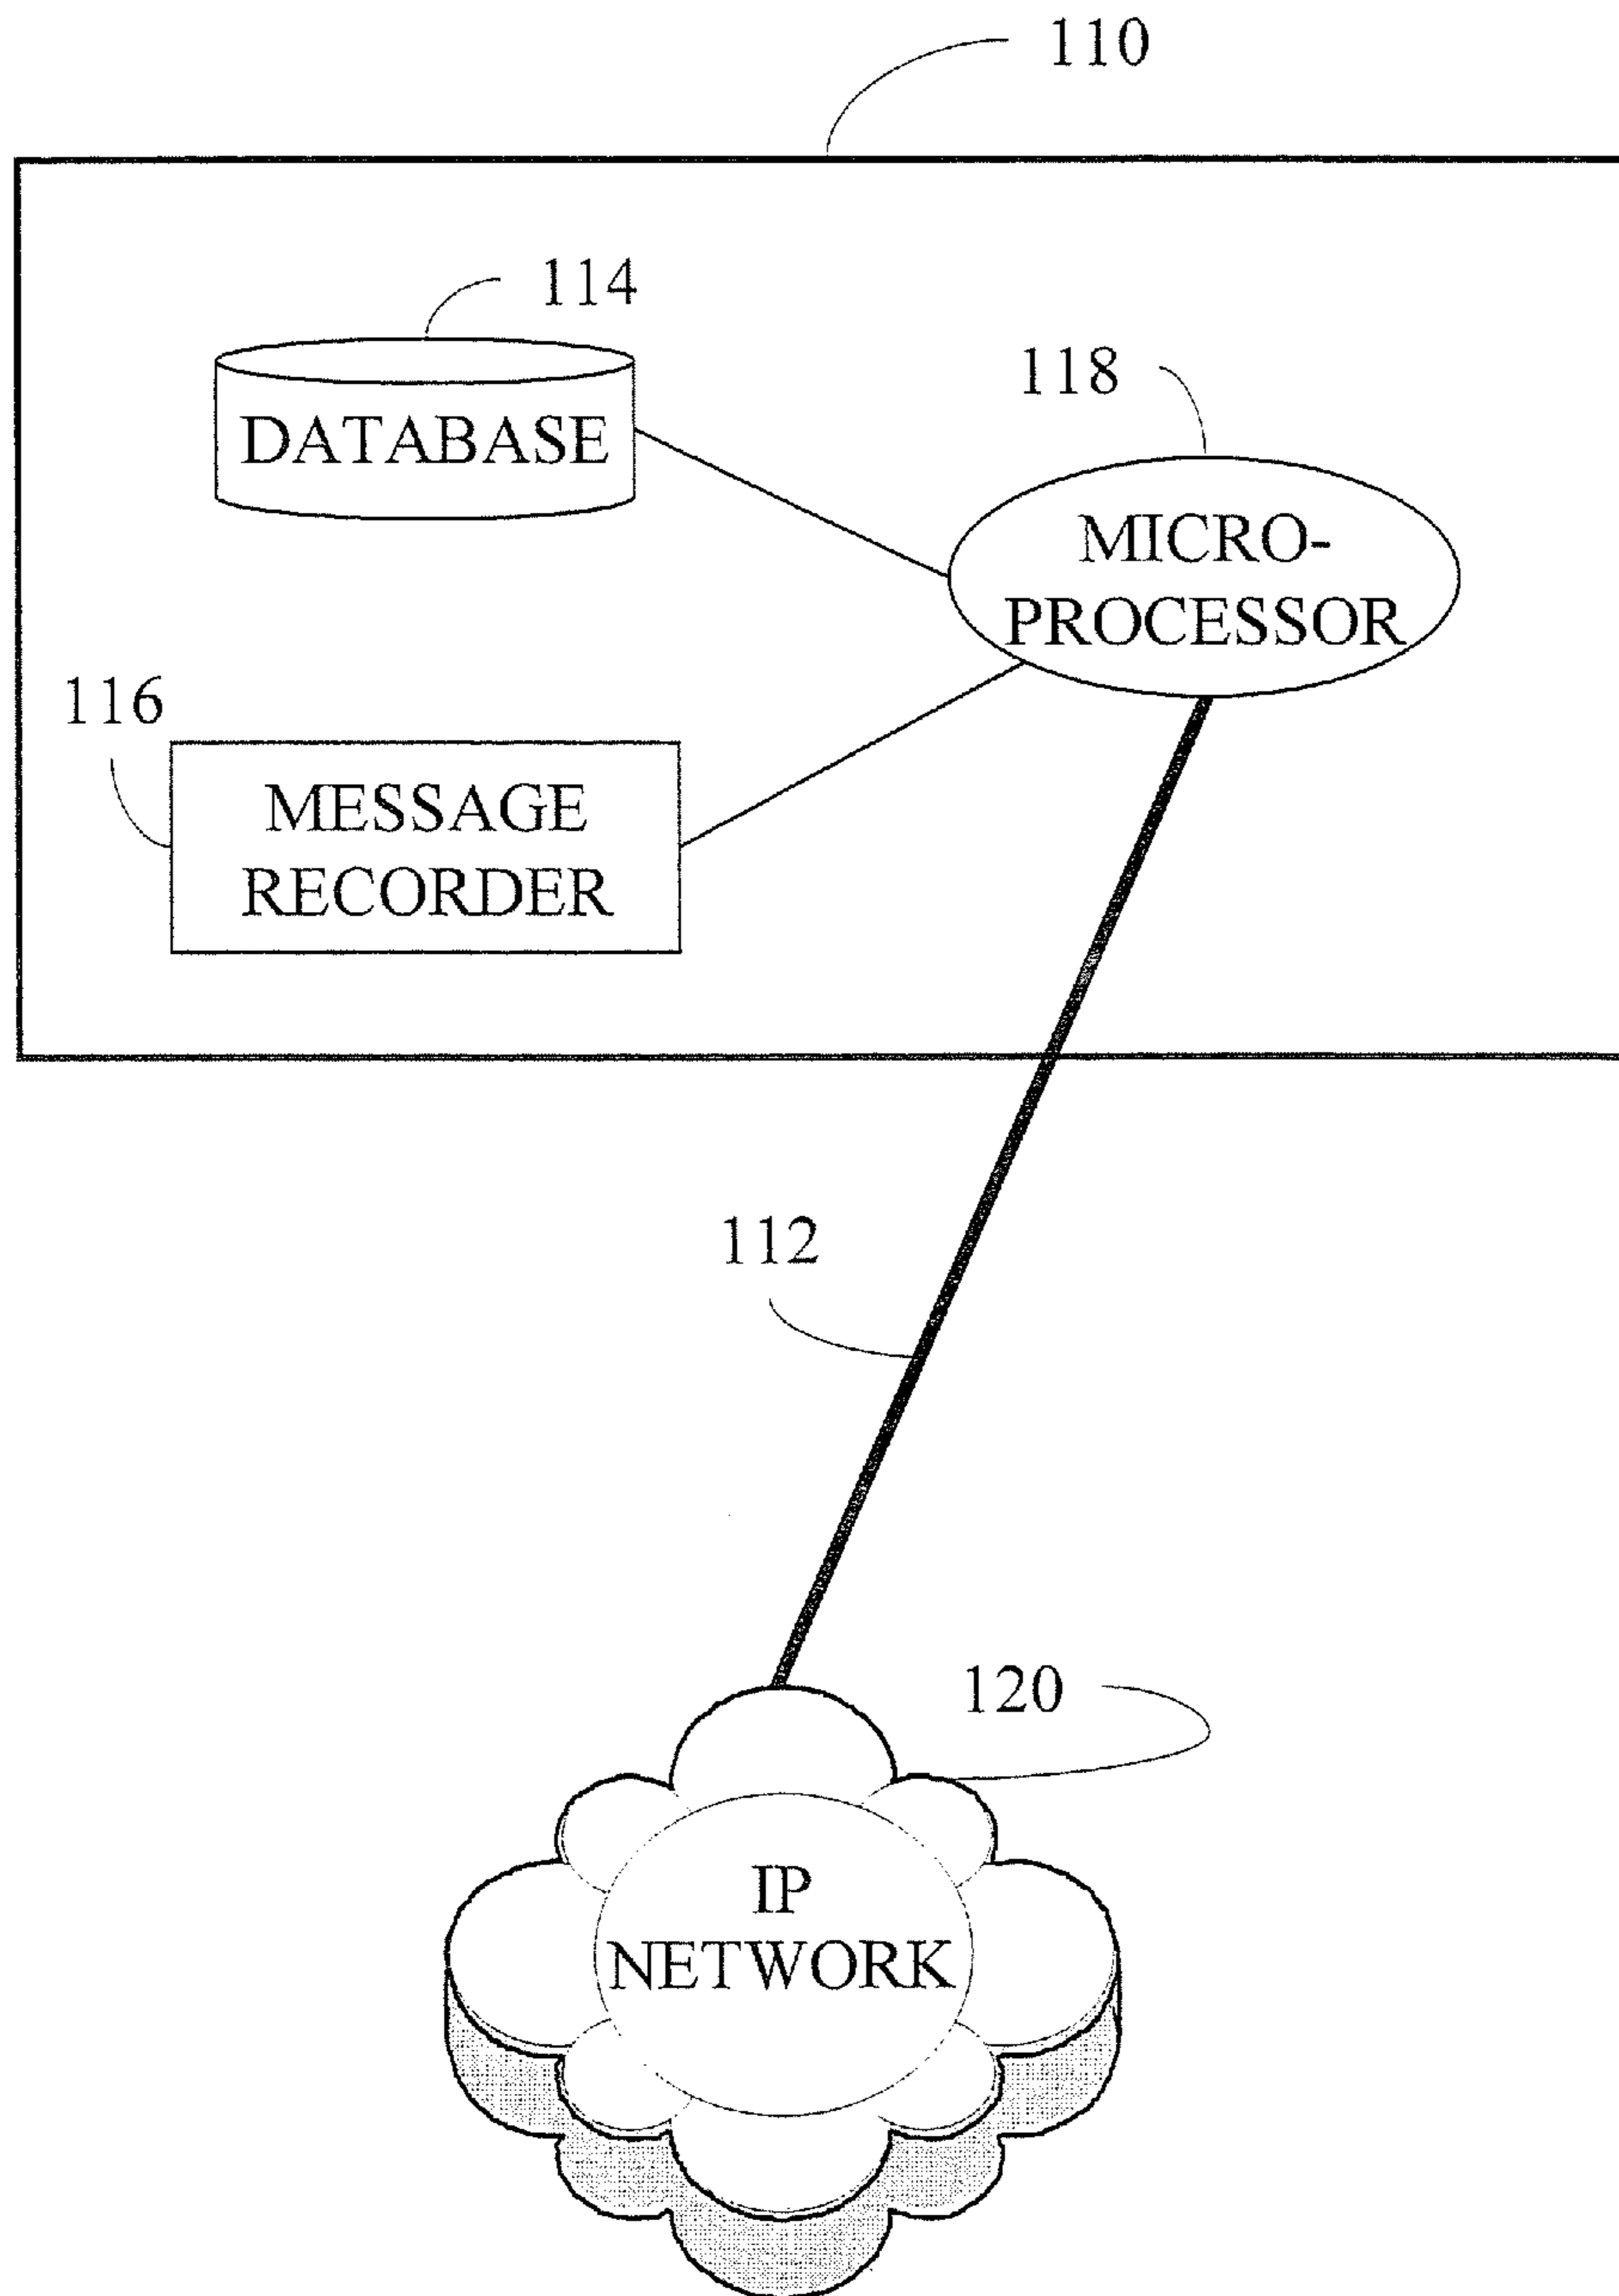 110
114
DATABASE
118
MICRO-
PROCESSOR
116
MESSAGE
RECORDER
112
120
IP
NETWORK